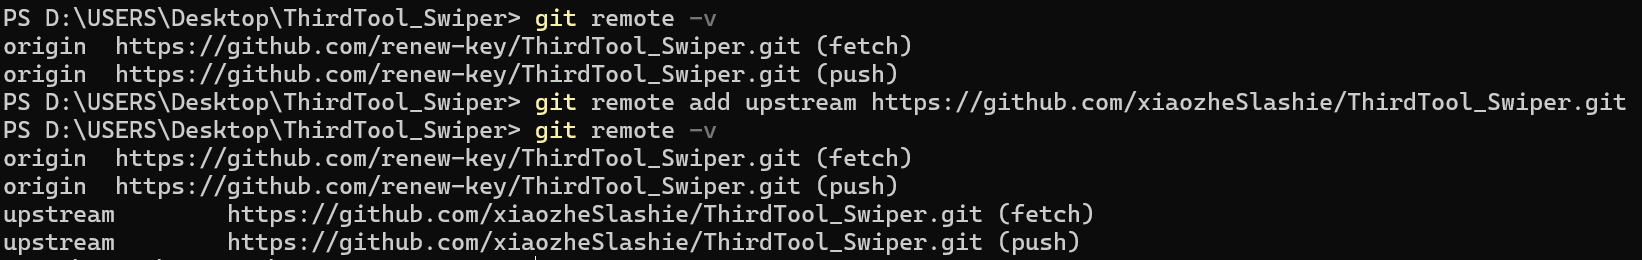 PS D:\USERS\Desktop\ThirdTool_Swiper> git remote -v
origin  https://github.com/renew-key/ThirdTool_Swiper.git (fetch)
origin  https://github.com/renew-key/ThirdTool_Swiper.git (push)
PS D:\USERS\Desktop\ThirdTool_Swiper> git remote add upstream https://github.com/xiaozheSlashie/ThirdTool_Swiper.git
PS D:\USERS\Desktop\ThirdTool_Swiper> git remote -v
origin  https://github.com/renew-key/ThirdTool_Swiper.git (fetch)
origin  https://github.com/renew-key/ThirdTool_Swiper.git (push)
upstream        https://github.com/xiaozheSlashie/ThirdTool_Swiper.git (fetch)
upstream        https://github.com/xiaozheSlashie/ThirdTool_Swiper.git (push)